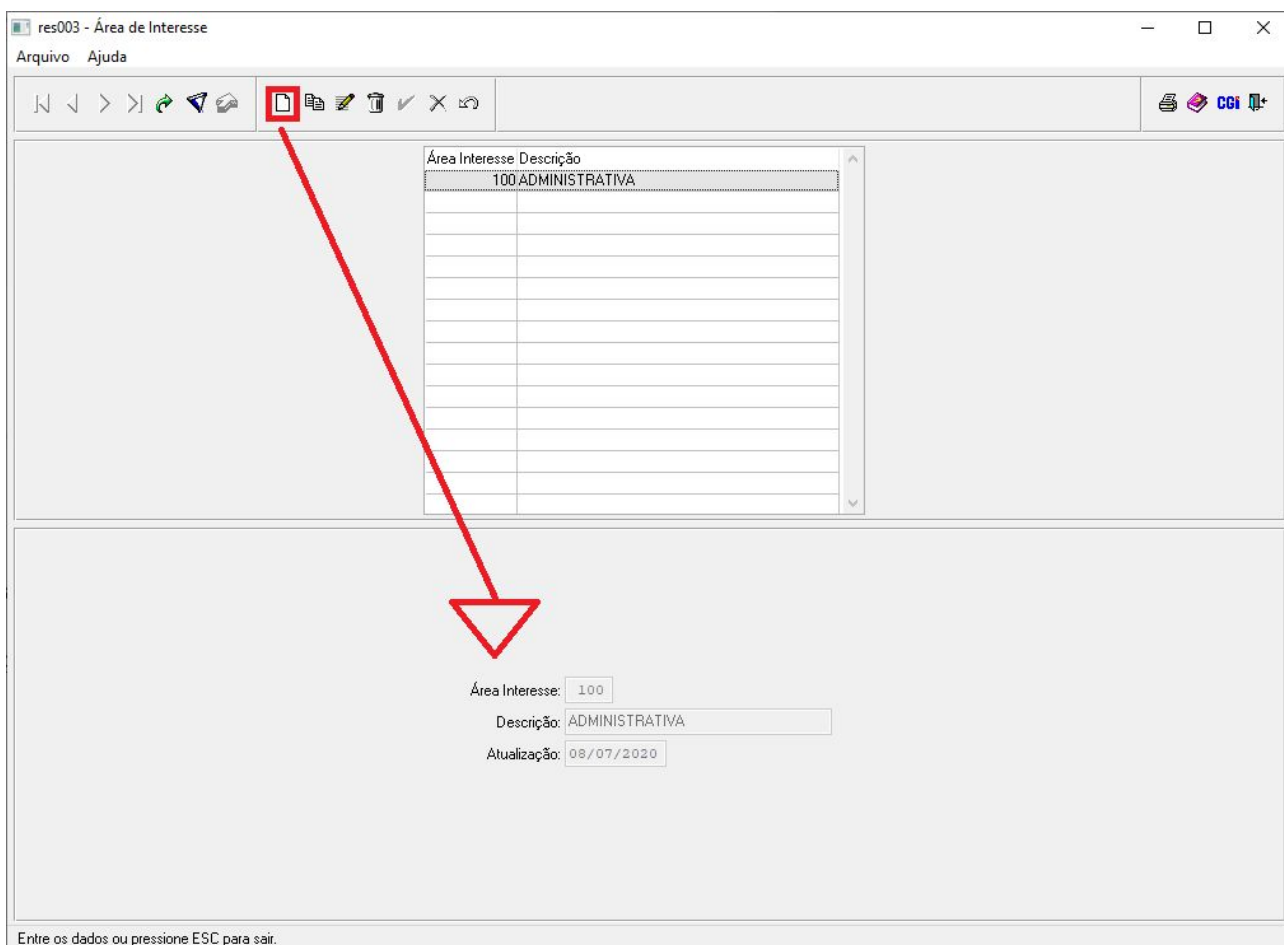 res003 - Área de Interesse
Arquivo Ajuda
CGi
Área Interesse Descrição
100 ADMINISTRATIVA
Área Interesse: 100
Descrição: ADMINISTRATIVA
Atualização: 08/07/2020
Entre os dados ou pressione ESC para sair.